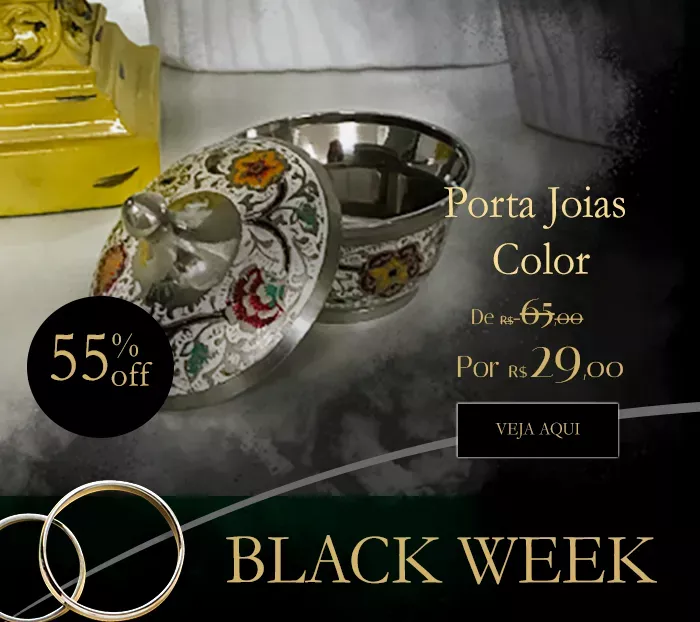 Porta Joias
Color
De R$ 65,00
Por R$ 29,00
55% off
VEJA AQUI
BLACK WEEK